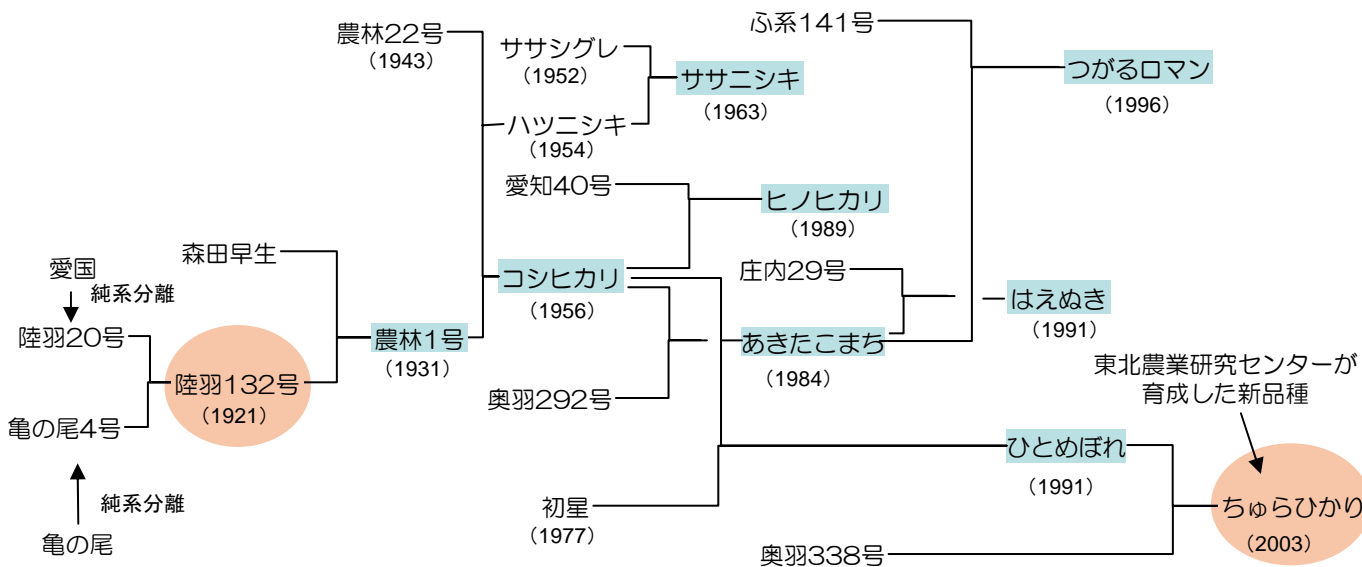 農林22号
(1943)
ササシグレ
(1952)
ササニシキ
(1963)
ハツニシキ
(1954)
ふ系141号
つがるロマン
(1996)
愛知40号
ヒノヒカリ
(1989)
森田早生
愛国
純系分離
陸羽20号
陸羽132号
(1921)
亀の尾4号
純系分離
亀の尾
農林1号
(1931)
コシヒカリ
(1956)
奥羽292号
庄内29号
はえぬき
(1991)
あきたこまち
(1984)
初星
(1977)
ひとめぼれ
(1991)
奥羽338号
東北農業研究センターが
育成した新品種
ちゅらひかり
(2003)